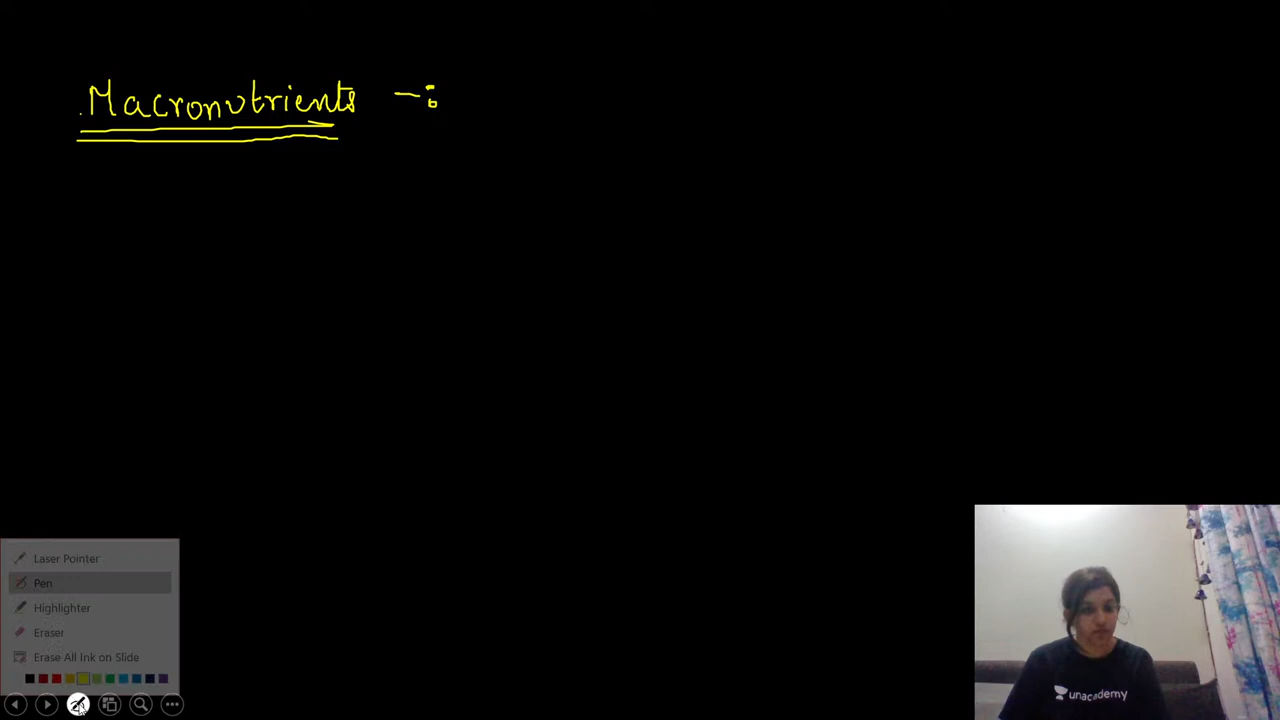 Macronutrients -:
Laser Pointer
Pen
Highlighter
Eraser
Erase All Ink on Slide
unacademy